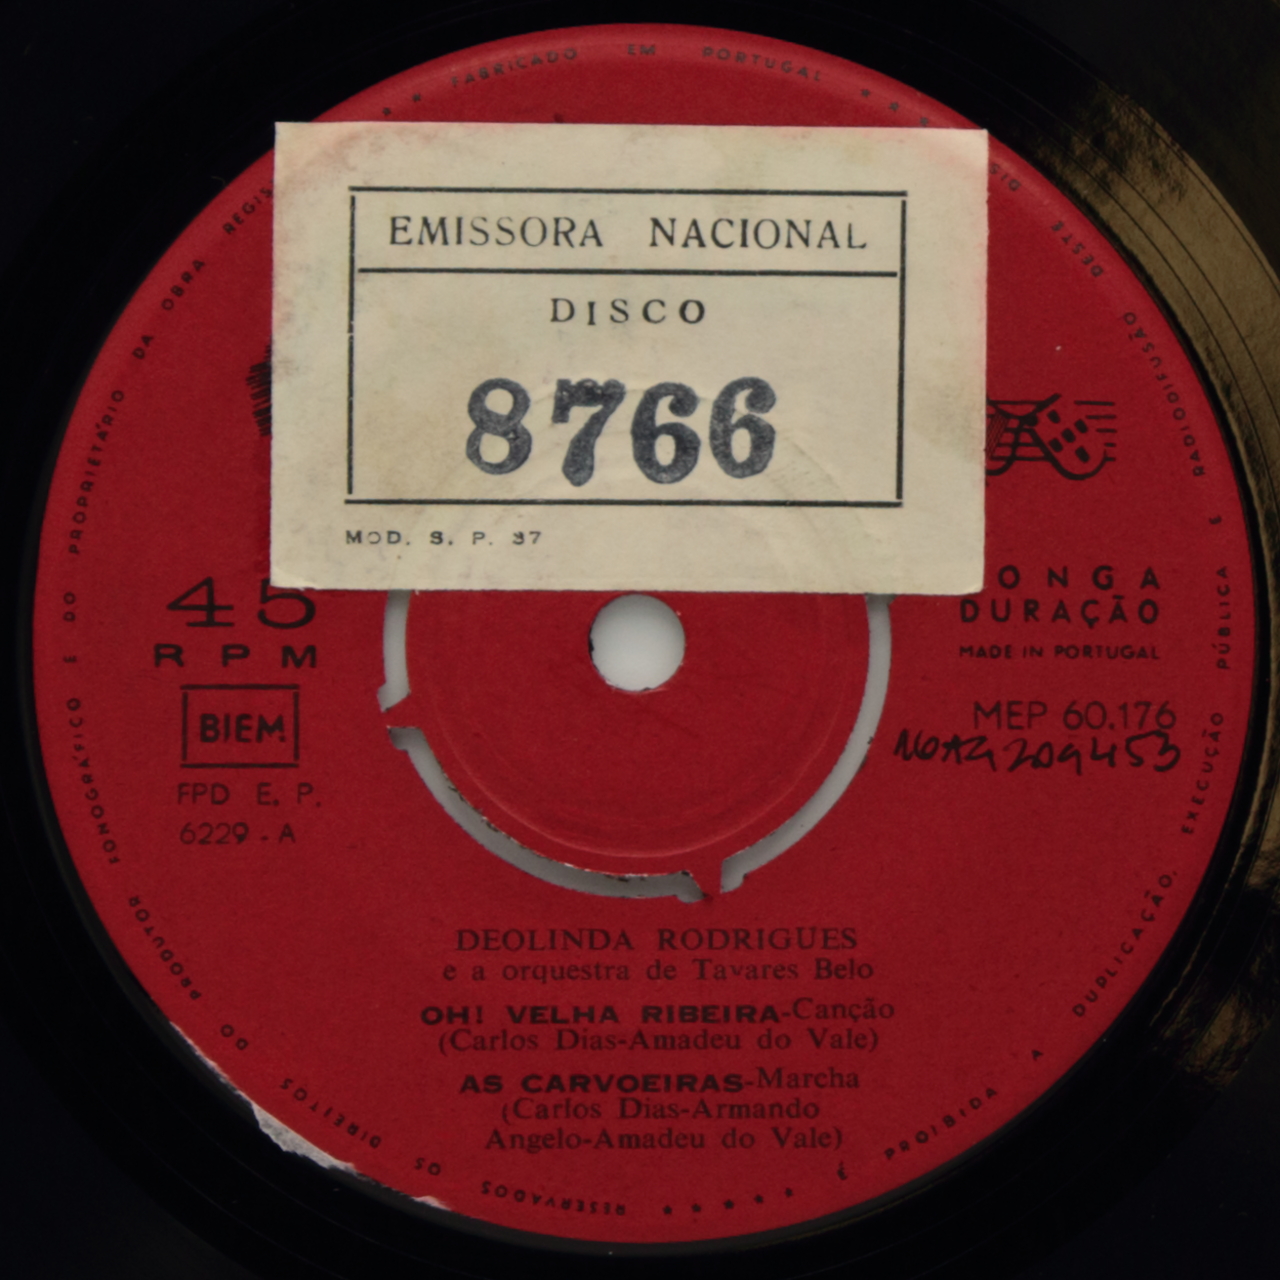 ★ ★ FABRICADO EM PORTUGAL ★ ★ ★
EMISSORA NACIONAL
DISCO
8766
MOD. S. P. 37
45
RPM
BIEM
FPD E. P.
6229 - A
ONGA
DURAÇÃO
MADE IN PORTUGAL
MEP 60.176
DEOLINDA RODRIGUES
e a orquestra de Tavares Belo
OH! VELHA RIBEIRA-Canção
(Carlos Dias-Amadeu do Vale)
AS CARVOEIRAS-Marcha
(Carlos Dias-Armando
Angelo-Amadeu do Vale)
RESERVADOS OS DIREITOS DO PRODUTOR FONOGRÁFICO E DO PROPRIETÁRIO DA OBRA REGIS
É PROIBIDA A DUPLICAÇÃO, EXECUÇÃO PÚBLICA E RADIODIFUSÃO DESTE